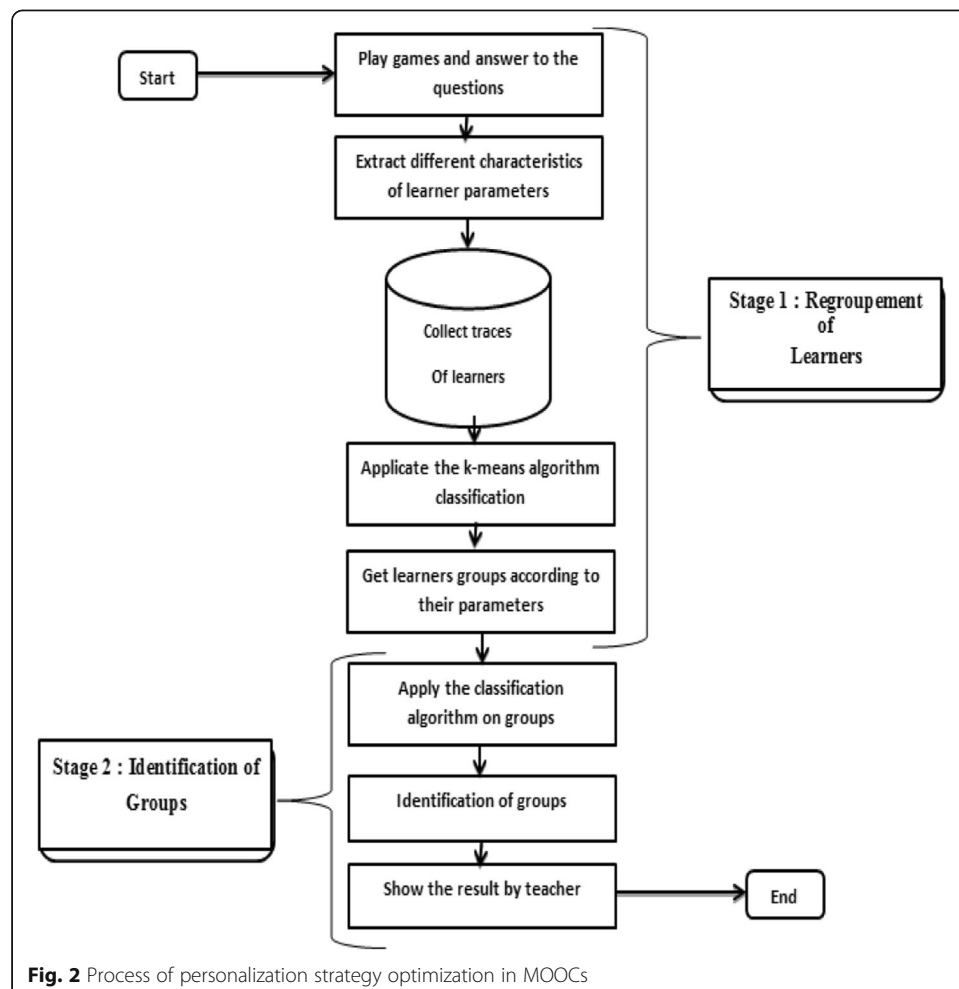 Start
Play games and answer to the
questions
Extract different characteristics
of learner parameters
Collect traces
Of learners
Stage 1 : Regroupement
of
Learners
Applicate the k-means algorithm
classification
Get learners groups according to
their parameters
Apply the classification
algorithm on groups
Stage 2 : Identification of
Groups
Identification of groups
Show the result by teacher
End
Fig. 2 Process of personalization strategy optimization in MOOCs